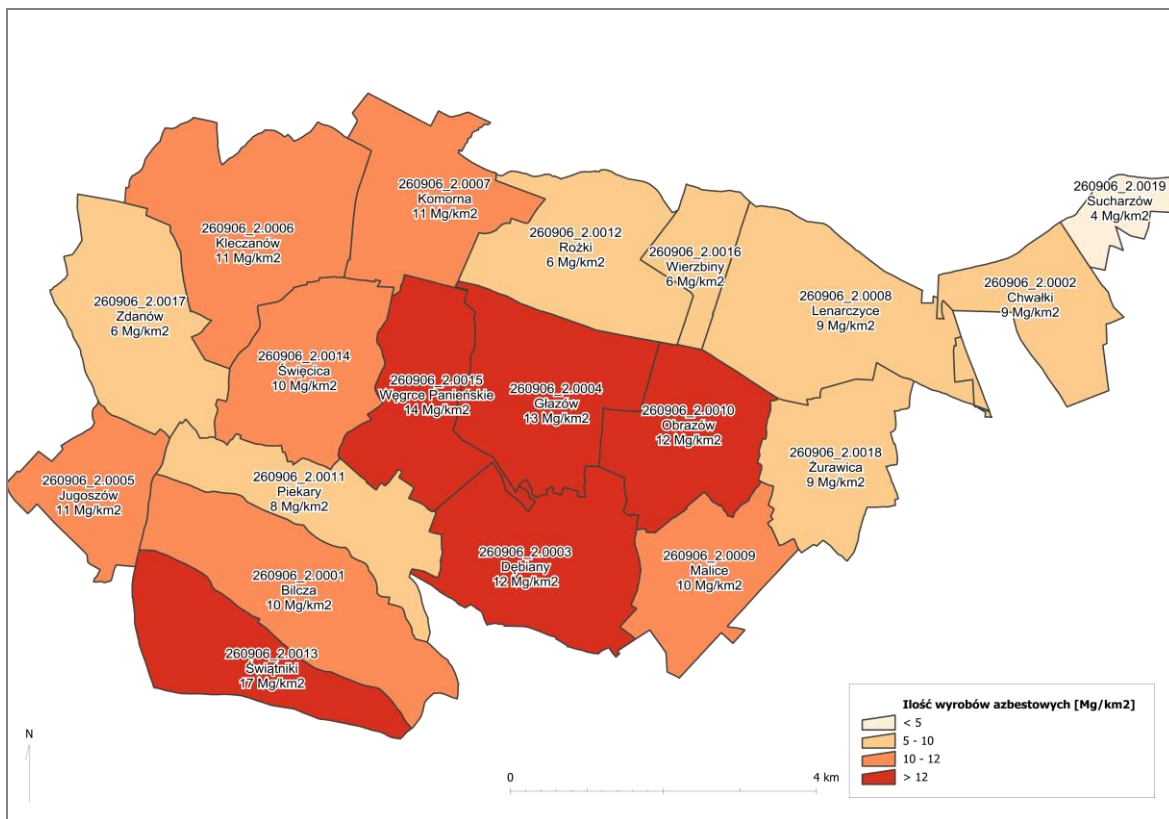 260906_2.0007
Komorna
11 Mg/km2
260906_2.0019
Sucharzów
4 Mg/km2
260906_2.0006
Kleczanów
11 Mg/km2
260906_2.0012
Rożki
6 Mg/km2
260906_2.0016
Wierzbiny
6 Mg/km2
260906_2.0002
Chwałki
9 Mg/km2
260906_2.0008
Lenarczyce
9 Mg/km2
260906_2.0017
Zdanów
6 Mg/km2
260906_2.0014
Święcica
10 Mg/km2
260906_2.0015
Węgrce Panieńskie
14 Mg/km2
260906_2.0004
Głazów
13 Mg/km2
260906_2.0010
Obrazów
12 Mg/km2
260906_2.0018
Żurawica
9 Mg/km2
260906_2.0005
Jugoszów
11 Mg/km2
260906_2.0011
Piekary
8 Mg/km2
260906_2.0003
Dębiany
12 Mg/km2
260906_2.0009
Malice
10 Mg/km2
260906_2.0001
Bilcza
10 Mg/km2
260906_2.0013
Świątniki
17 Mg/km2
Ilość wyrobów azbestowych [Mg/km2]
< 5
5 - 10
10 - 12
> 12
N
0 4 km